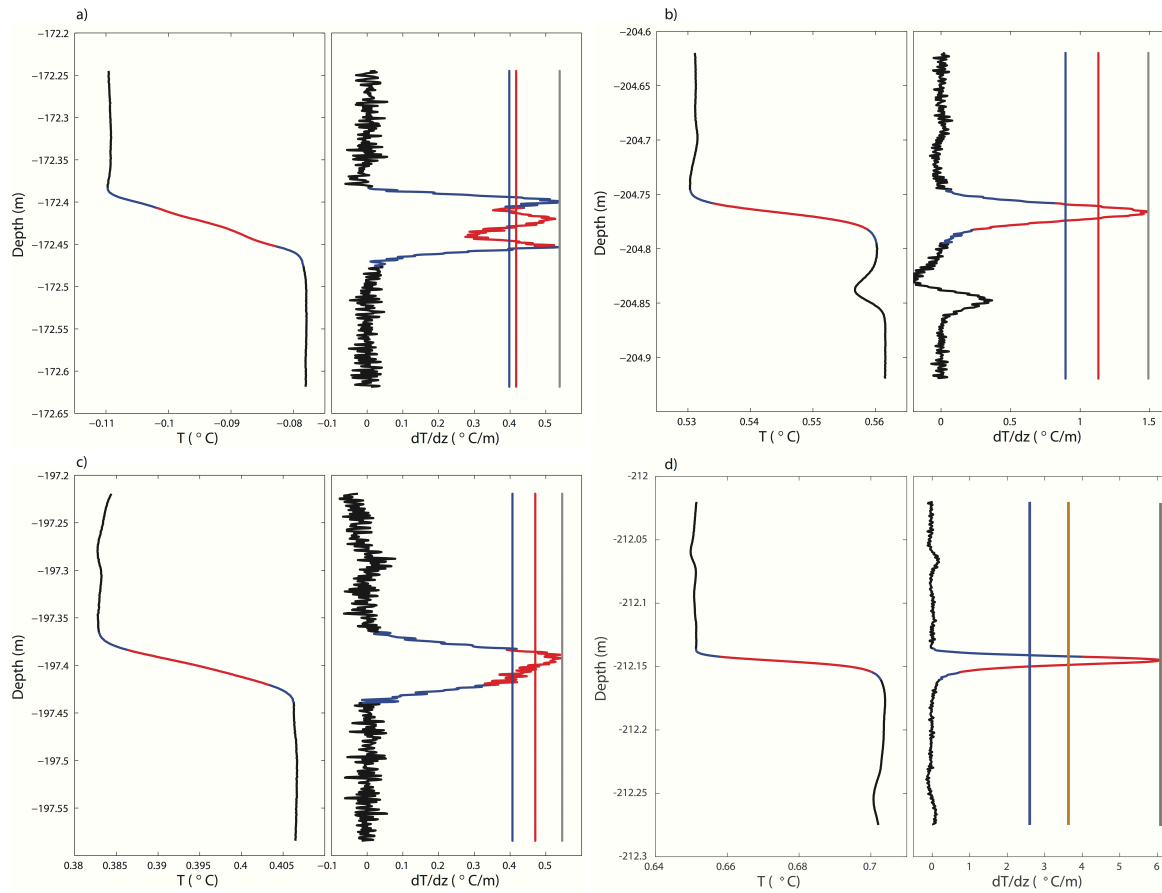 a)
−172.2
−172.25
−172.3
−172.35
−172.4
−172.45
−172.5
−172.55
−172.6
−172.65
Depth (m)
−0.11 −0.1 −0.09 −0.08
T ( ° C)
0 0.1 0.2 0.3 0.4 0.5
dT/dz ( ° C/m)
b)
−204.6
−204.65
−204.7
−204.75
−204.8
−204.85
−204.9
Depth (m)
0.53 0.54 0.55 0.56
T ( ° C)
0 0.5 1 1.5
dT/dz ( ° C/m)
c)
−197.2
−197.25
−197.3
−197.35
−197.4
−197.45
−197.5
−197.55
Depth (m)
0.38 0.385 0.39 0.395 0.4 0.405
T ( ° C)
−0.1 0 0.1 0.2 0.3 0.4 0.5
dT/dz ( ° C/m)
d)
-212
-212.05
-212.1
-212.15
-212.2
-212.25
-212.3
Depth (m)
0.64 0.66 0.68 0.7
T ( ° C)
0 1 2 3 4 5 6
dT/dz ( ° C/m)